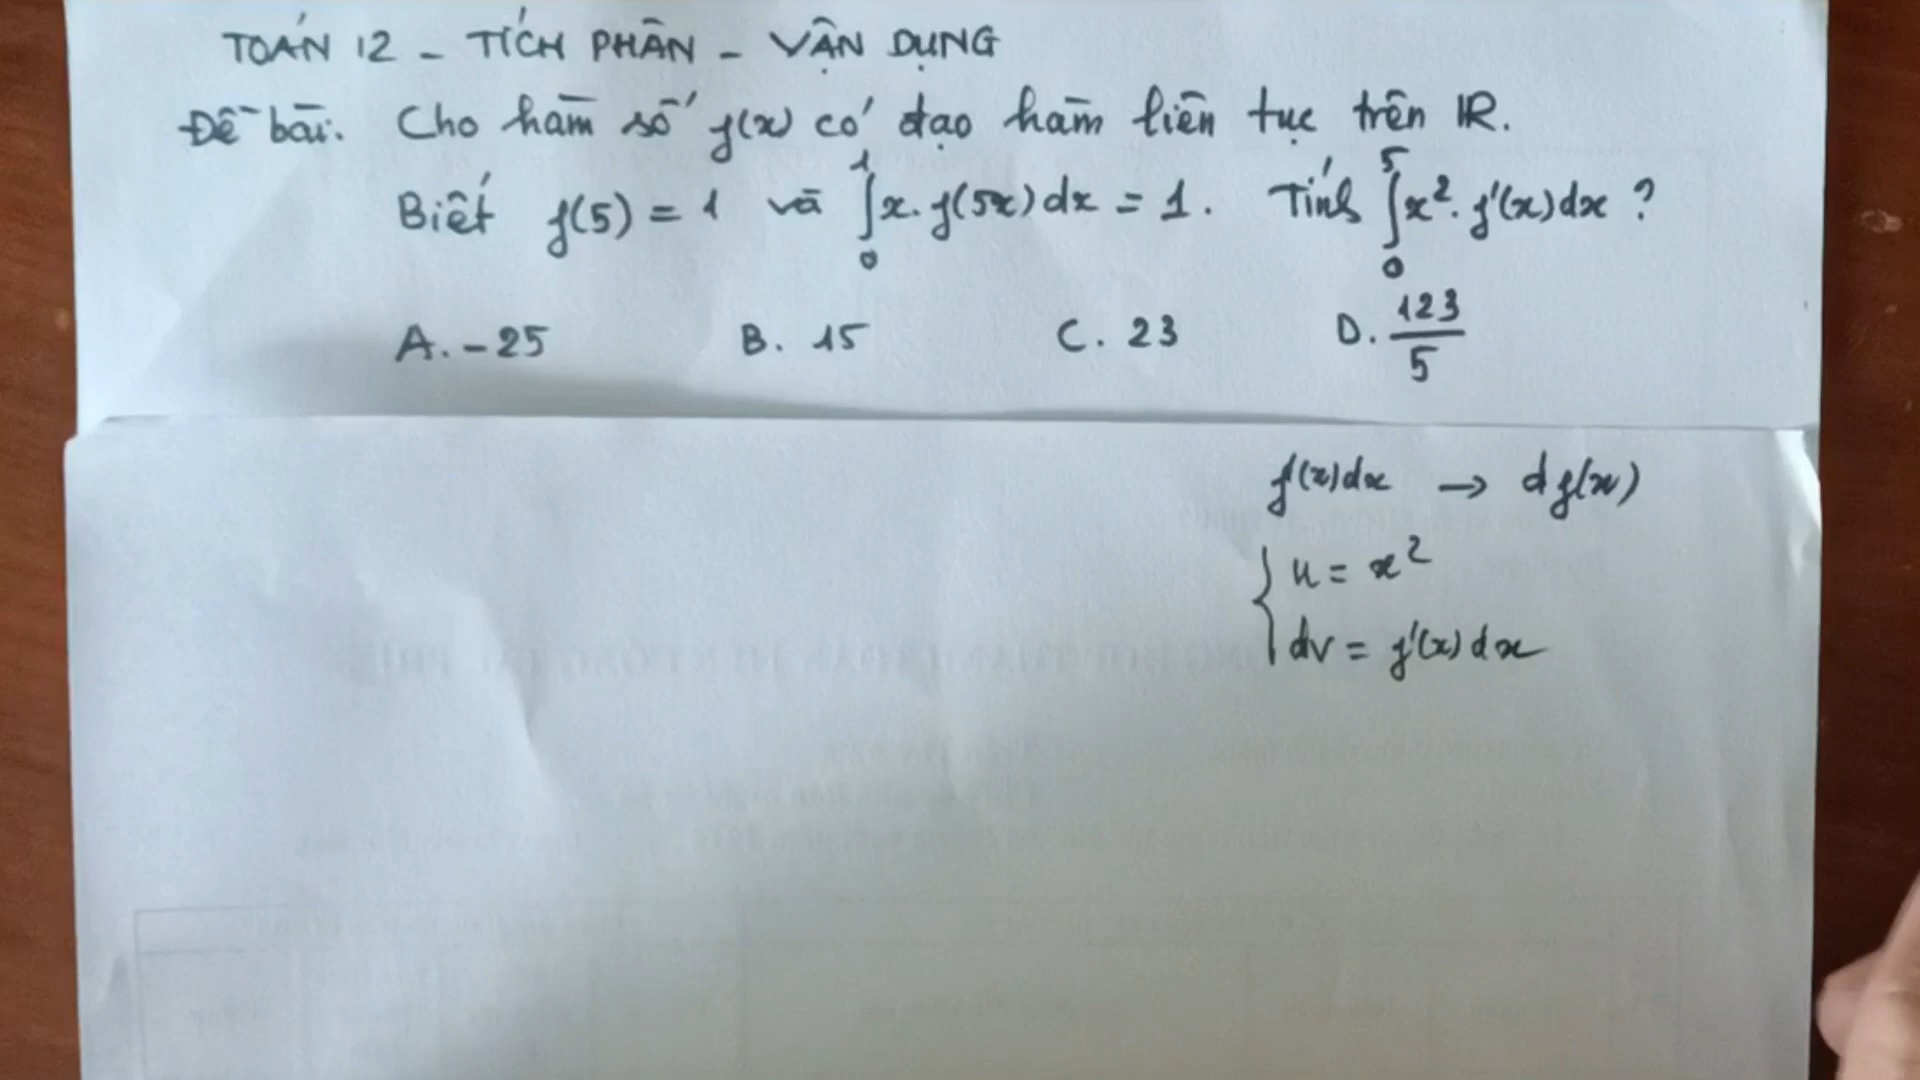 TOÁN 12 - TÍCH PHÂN - VẬN DỤNG
Đề bài. Cho hàm số f(x) có đạo hàm liên tục trên IR.
Biết f(5) = 1 và ∫₀¹ x.f(5x)dx = 1. Tính ∫₀⁵ x².f'(x)dx ?
A. -25 B. 15 C. 23 D. 123/5
f'(x)dx → df(x)
{ u = x²
dv = f'(x)dx